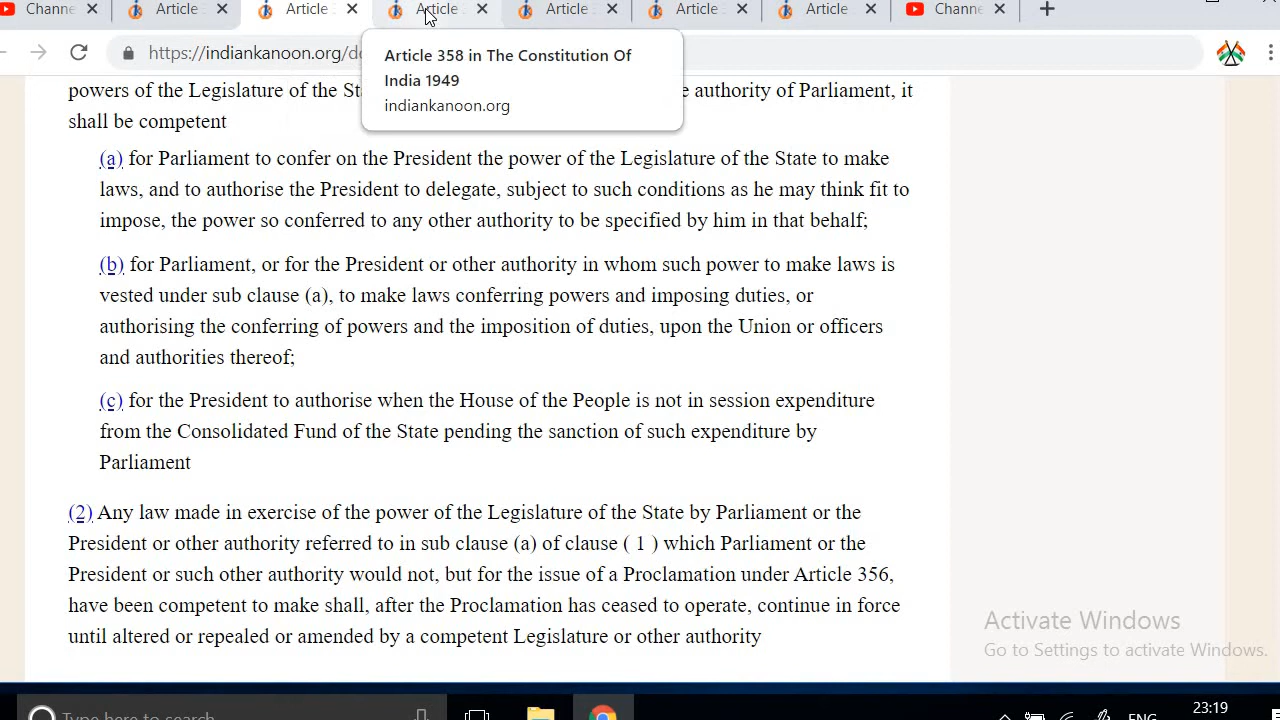 Channe
Article
Article
Article
Article
Article
Article
Channe
https://indiankanoon.org/d
Article 358 in The Constitution Of
India 1949
indiankanoon.org
powers of the Legislature of the Sta e authority of Parliament, it
shall be competent
(a) for Parliament to confer on the President the power of the Legislature of the State to make
laws, and to authorise the President to delegate, subject to such conditions as he may think fit to
impose, the power so conferred to any other authority to be specified by him in that behalf;
(b) for Parliament, or for the President or other authority in whom such power to make laws is
vested under sub clause (a), to make laws conferring powers and imposing duties, or
authorising the conferring of powers and the imposition of duties, upon the Union or officers
and authorities thereof;
(c) for the President to authorise when the House of the People is not in session expenditure
from the Consolidated Fund of the State pending the sanction of such expenditure by
Parliament
(2) Any law made in exercise of the power of the Legislature of the State by Parliament or the
President or other authority referred to in sub clause (a) of clause ( 1 ) which Parliament or the
President or such other authority would not, but for the issue of a Proclamation under Article 356,
have been competent to make shall, after the Proclamation has ceased to operate, continue in force
until altered or repealed or amended by a competent Legislature or other authority
Activate Windows
Go to Settings to activate Windows.
Type here to search
ENG
23:19